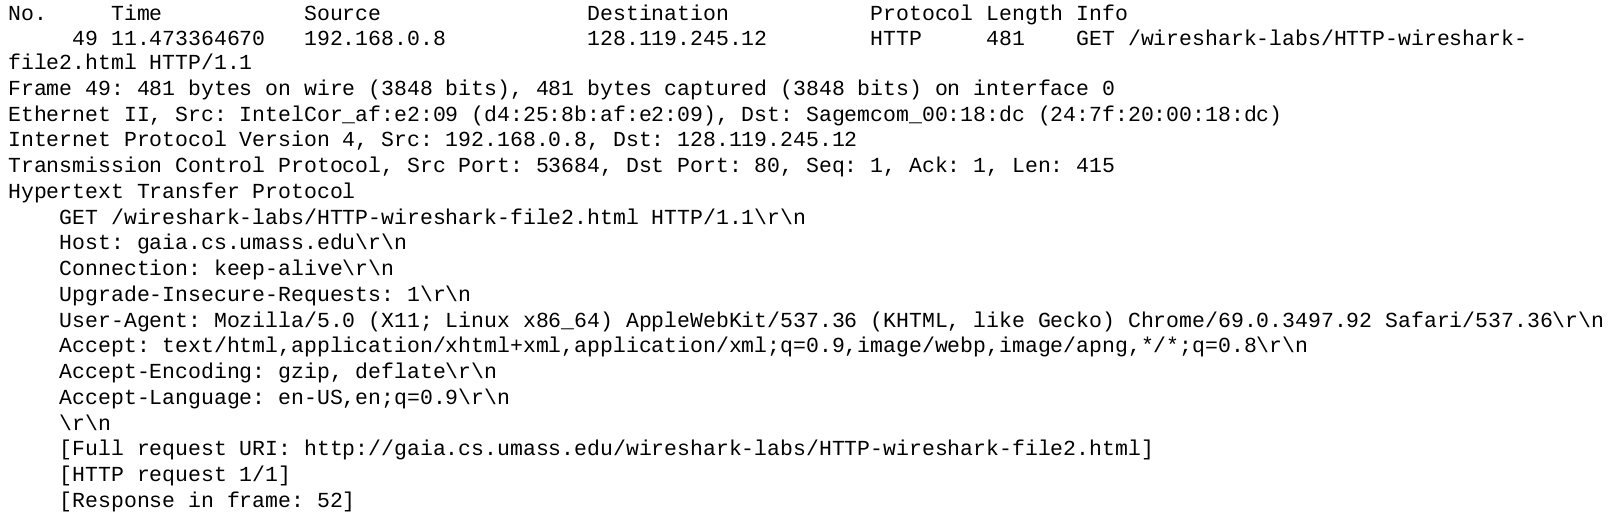 No.     Time           Source                Destination           Protocol Length Info
     49 11.473364670   192.168.0.8           128.119.245.12        HTTP     481    GET /wireshark-labs/HTTP-wireshark-
file2.html HTTP/1.1
Frame 49: 481 bytes on wire (3848 bits), 481 bytes captured (3848 bits) on interface 0
Ethernet II, Src: IntelCor_af:e2:09 (d4:25:8b:af:e2:09), Dst: Sagemcom_00:18:dc (24:7f:20:00:18:dc)
Internet Protocol Version 4, Src: 192.168.0.8, Dst: 128.119.245.12
Transmission Control Protocol, Src Port: 53684, Dst Port: 80, Seq: 1, Ack: 1, Len: 415
Hypertext Transfer Protocol
    GET /wireshark-labs/HTTP-wireshark-file2.html HTTP/1.1\r\n
    Host: gaia.cs.umass.edu\r\n
    Connection: keep-alive\r\n
    Upgrade-Insecure-Requests: 1\r\n
    User-Agent: Mozilla/5.0 (X11; Linux x86_64) AppleWebKit/537.36 (KHTML, like Gecko) Chrome/69.0.3497.92 Safari/537.36\r\n
    Accept: text/html,application/xhtml+xml,application/xml;q=0.9,image/webp,image/apng,*/*;q=0.8\r\n
    Accept-Encoding: gzip, deflate\r\n
    Accept-Language: en-US,en;q=0.9\r\n
    \r\n
    [Full request URI: http://gaia.cs.umass.edu/wireshark-labs/HTTP-wireshark-file2.html]
    [HTTP request 1/1]
    [Response in frame: 52]